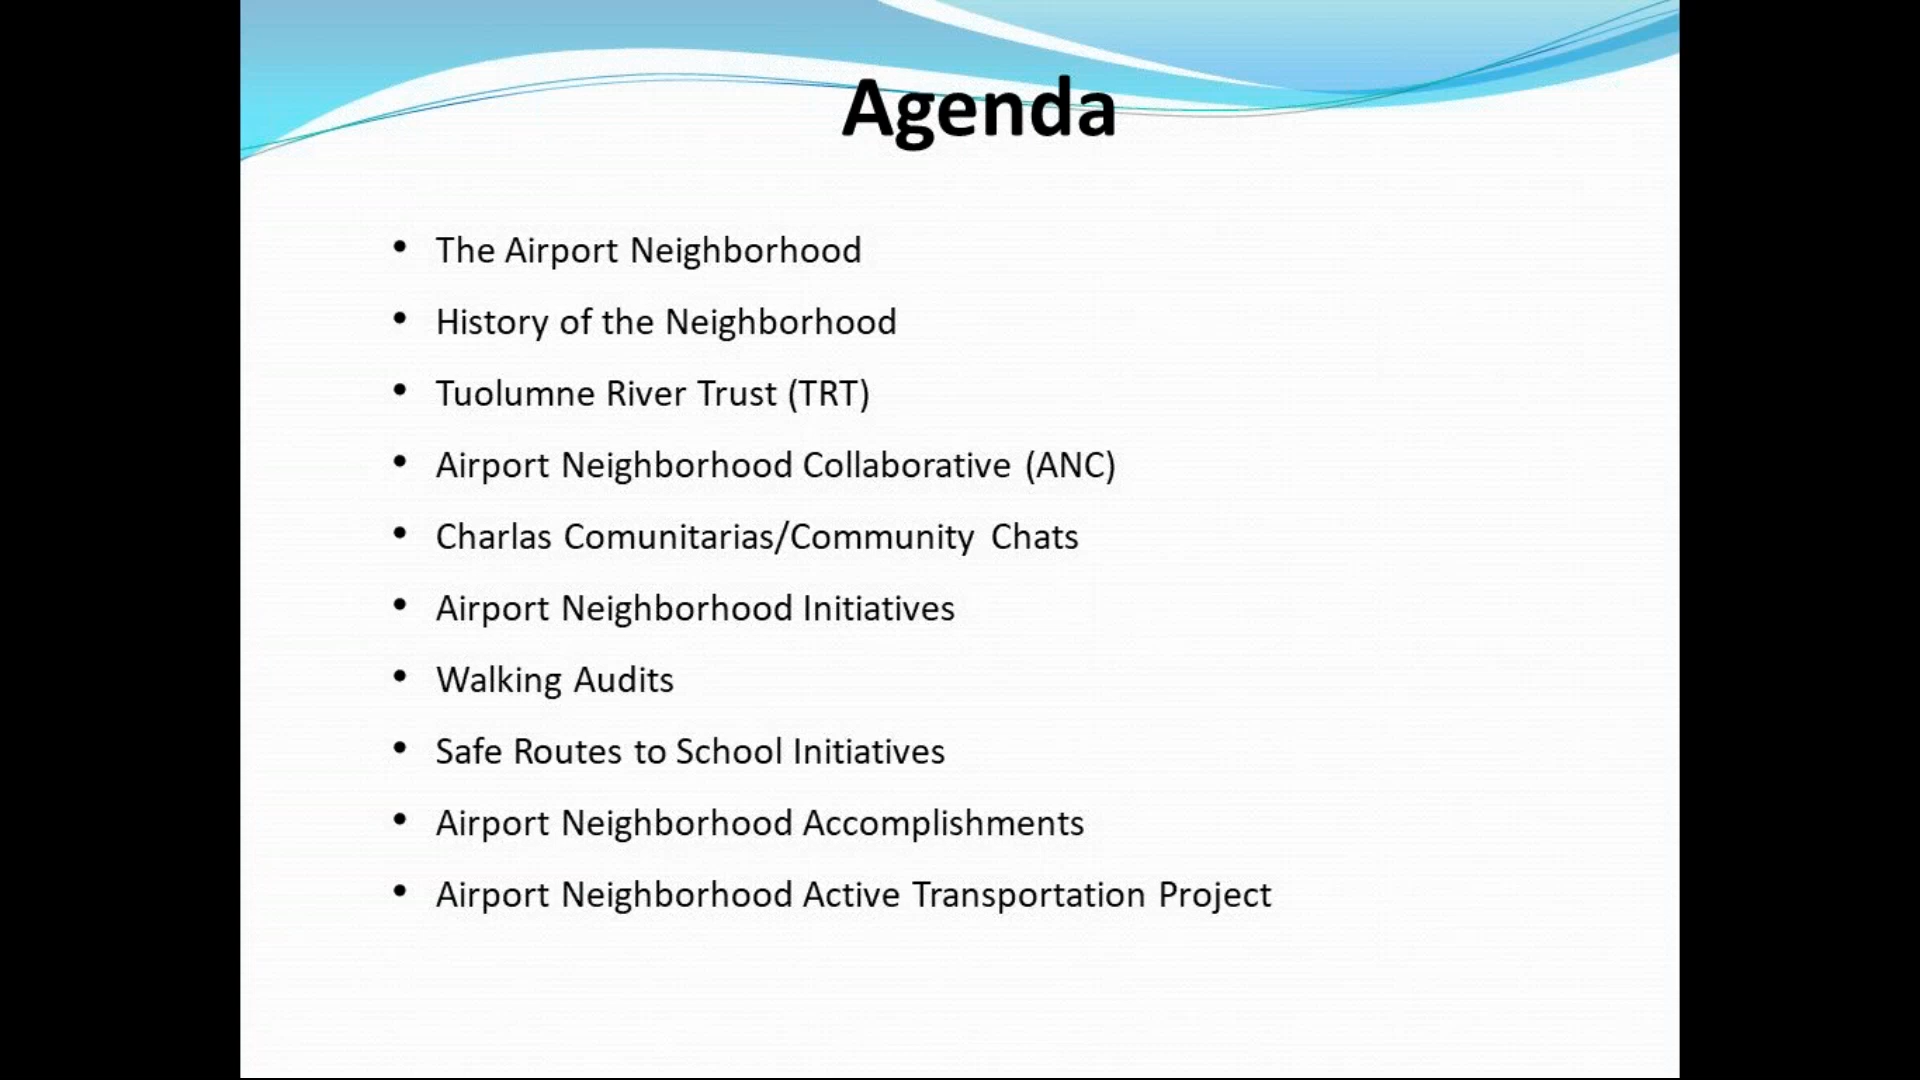 Agenda
• The Airport Neighborhood
• History of the Neighborhood
• Tuolumne River Trust (TRT)
• Airport Neighborhood Collaborative (ANC)
• Charlas Comunitarias/Community Chats
• Airport Neighborhood Initiatives
• Walking Audits
• Safe Routes to School Initiatives
• Airport Neighborhood Accomplishments
• Airport Neighborhood Active Transportation Project